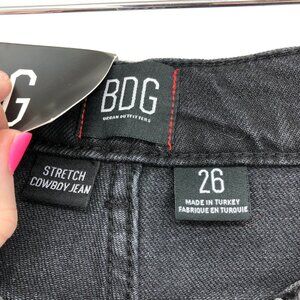 G
BDG
URBAN OUTFITTERS
STRETCH
COWBOY JEAN
26
MADE IN TURKEY
FABRIQUE EN TURQUIE